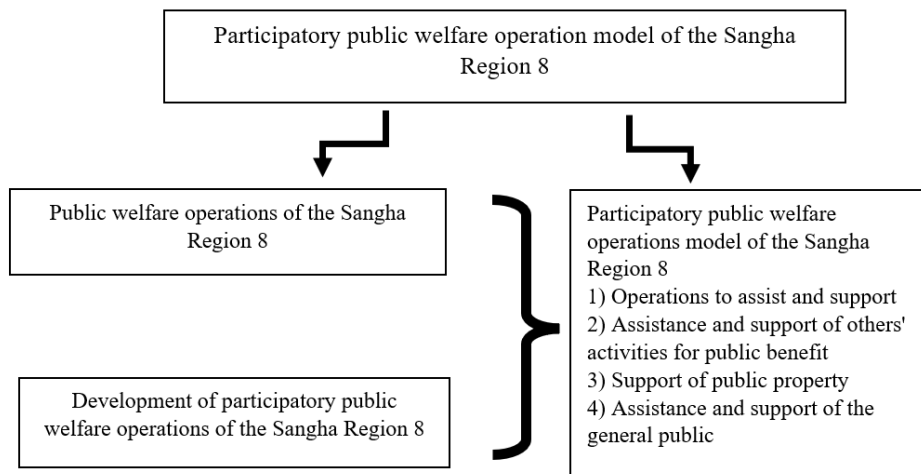 Participatory public welfare operation model of the Sangha
Region 8
Public welfare operations of the Sangha
Region 8
Development of participatory public
welfare operations of the Sangha Region 8
Participatory public welfare
operations model of the Sangha
Region 8
1) Operations to assist and support
2) Assistance and support of others'
activities for public benefit
3) Support of public property
4) Assistance and support of the
general public